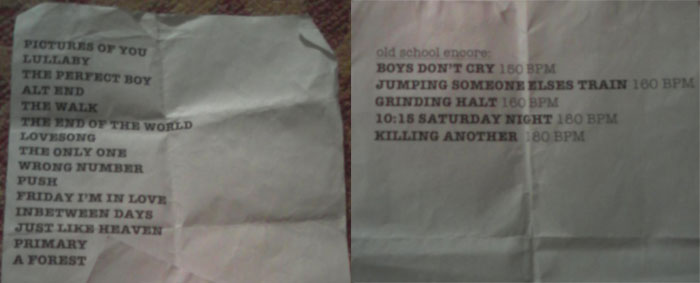 PICTURES OF YOU
LULLABY
THE PERFECT BOY
ALT END
THE WALK
THE END OF THE WORLD
LOVESONG
THE ONLY ONE
WRONG NUMBER
PUSH
FRIDAY I'M IN LOVE
INBETWEEN DAYS
JUST LIKE HEAVEN
PRIMARY
A FOREST
old school encore:
BOYS DON'T CRY 150 BPM
JUMPING SOMEONE ELSES TRAIN 160 BPM
GRINDING HALT 160 BPM
10:15 SATURDAY NIGHT 180 BPM
KILLING ANOTHER 180 BPM